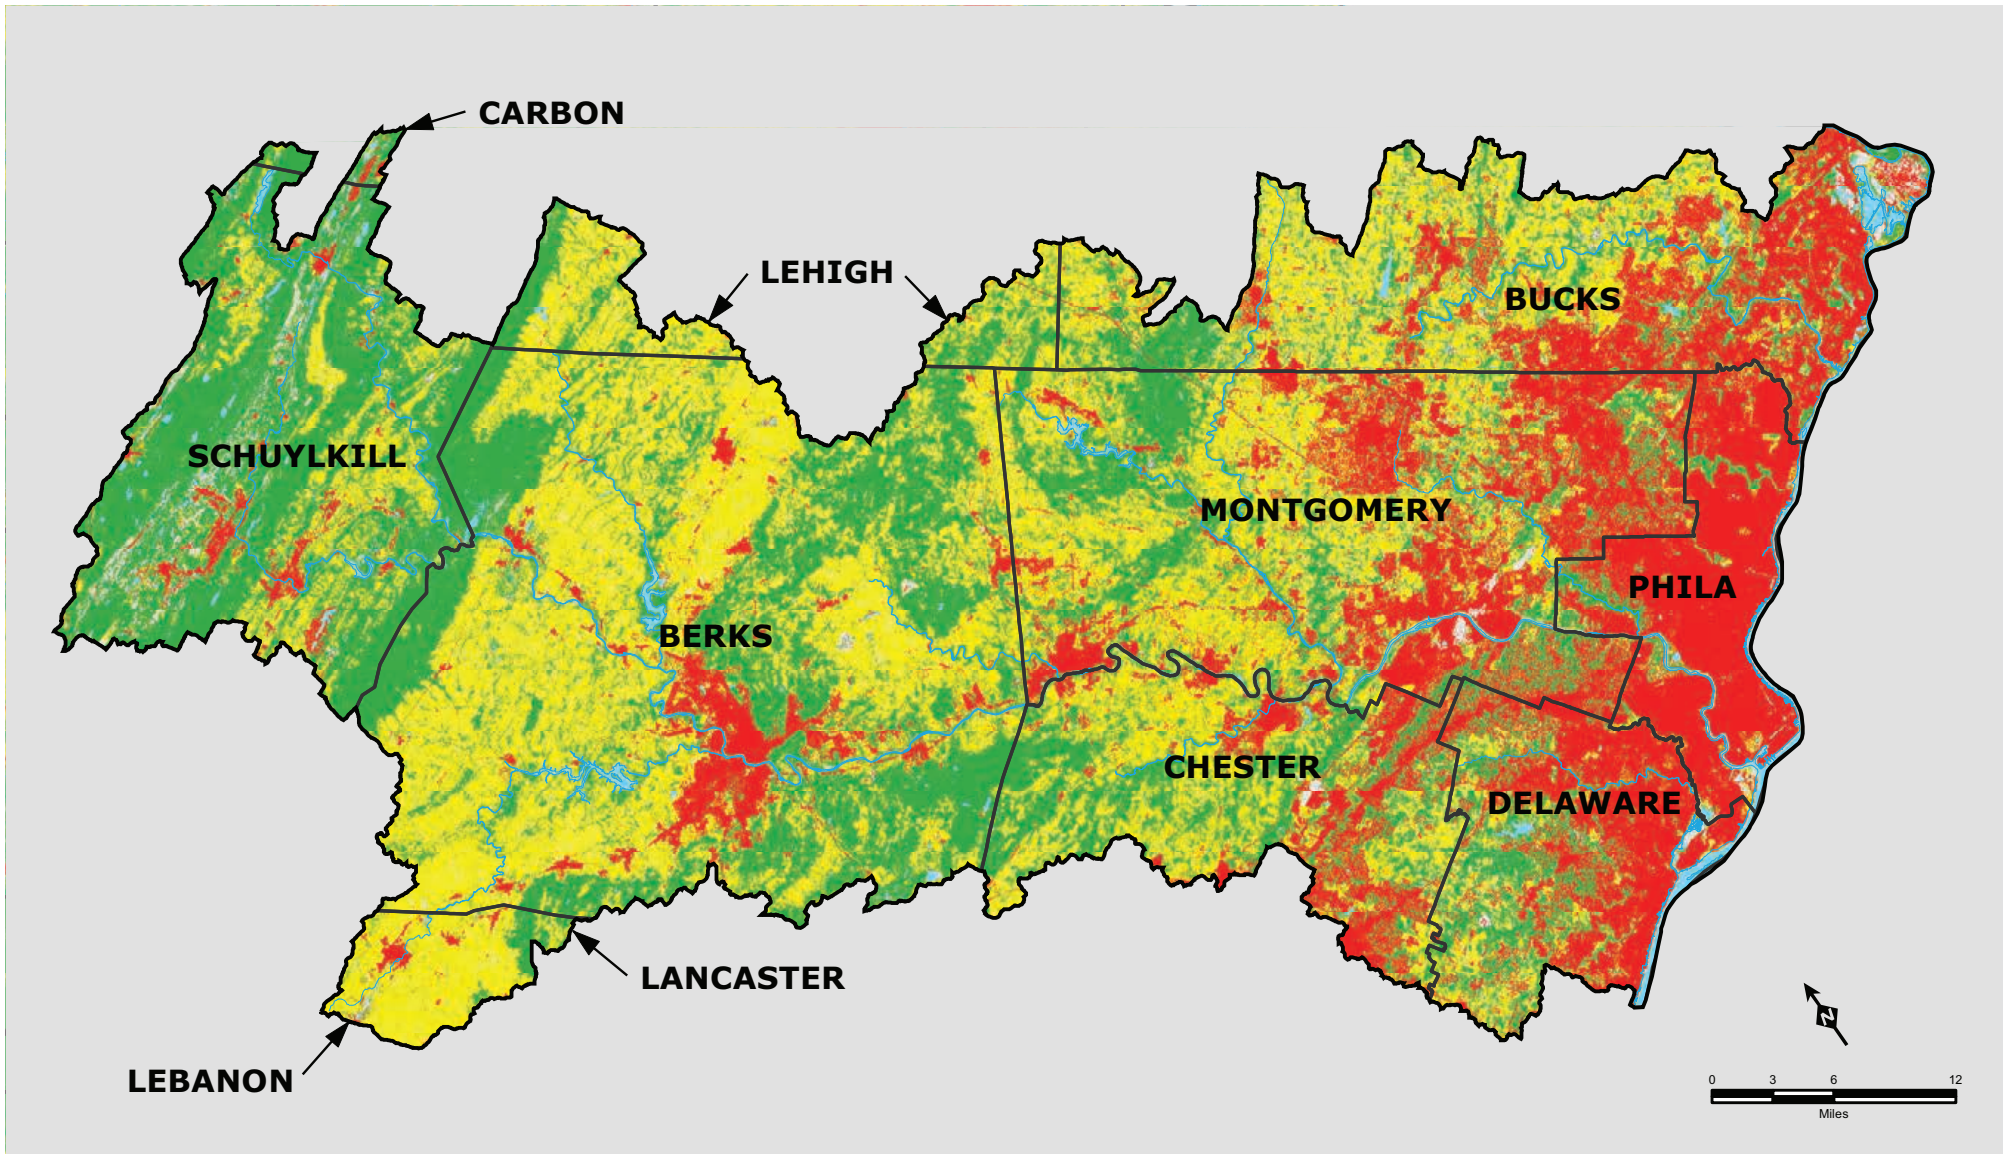 CARBON
LEHIGH
BUCKS
SCHUYLKILL
MONTGOMERY
PHILA
BERKS
CHESTER
DELAWARE
LANCASTER
LEBANON
N
0 3 6 12
Miles